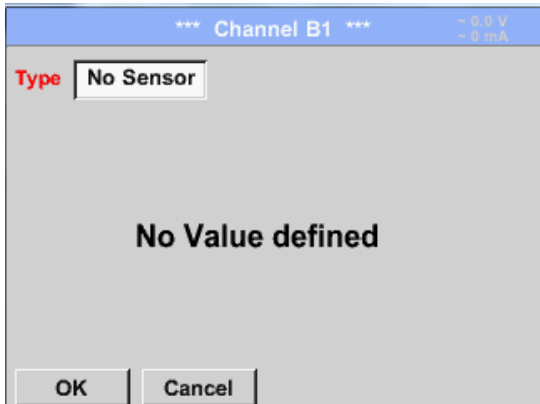 *** Channel B1 ***
~ 0.0 V
~ 0 mA
Type No Sensor
No Value defined
OK Cancel